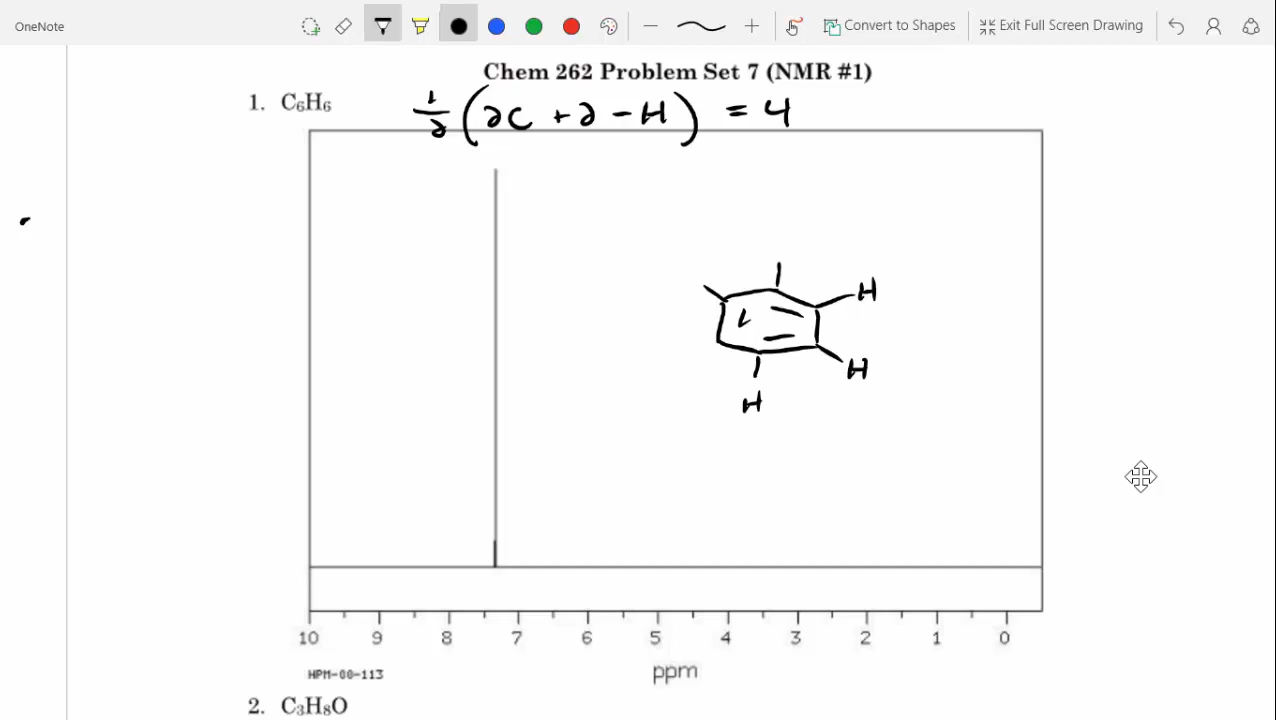 OneNote
Convert to Shapes
Exit Full Screen Drawing
Chem 262 Problem Set 7 (NMR #1)
1. C₆H₆
½ (2C + 2 - H) = 4
H
H
H
10 9 8 7 6 5 4 3 2 1 0
HPM-00-113
ppm
2. C₃H₈O